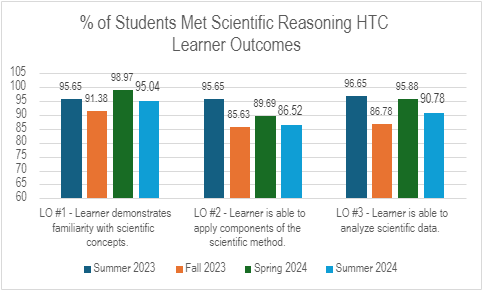 % of Students Met Scientific Reasoning HTC
Learner Outcomes
105
100
95
90
85
80
75
70
65
60
95.65
91.38
98.97
95.04
95.65
85.63
89.69
86.52
96.65
86.78
95.88
90.78
LO #1 - Learner demonstrates
familiarity with scientific
concepts.
LO #2 - Learner is able to
apply components of the
scientific method.
LO #3 - Learner is able to
analyze scientific data.
Summer 2023 Fall 2023 Spring 2024 Summer 2024